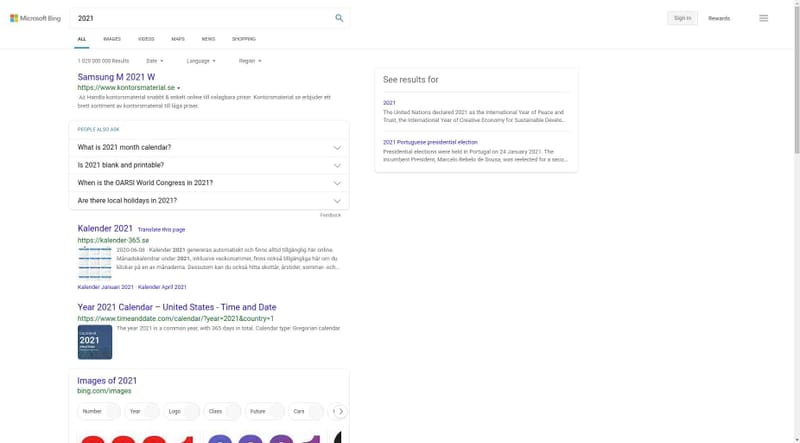 Microsoft Bing
2021
Sign in
Rewards
ALL
IMAGES
VIDEOS
MAPS
NEWS
SHOPPING
1 020 000 000 Results
Date
Language
Region
Samsung M 2021 W
https://www.kontorsmaterial.se
Ad Handla kontorsmaterial snabbt & enkelt online till oslagbara priser. Kontorsmaterial.se erbjuder ett
brett sortiment av kontorsmaterial till låga priser.
PEOPLE ALSO ASK
What is 2021 month calendar?
Is 2021 blank and printable?
When is the OARSI World Congress in 2021?
Are there local holidays in 2021?
Feedback
Kalender 2021 Translate this page
https://kalender-365.se
2020-06-08 · Kalender 2021 genereras automatiskt och finns alltid tillgänglig här online.
Månadskalendrar under 2021, inklusive veckonummer, finns också tillgängliga här om du
klickar på en av månaderna. Dessutom kan du också hitta skottår, årstider, sommar- och...
Kalender Januari 2021 · Kalender April 2021
Year 2021 Calendar – United States - Time and Date
https://www.timeanddate.com/calendar/?year=2021&country=1
The year 2021 is a common year, with 365 days in total. Calendar type: Gregorian calendar
2021
Images of 2021
bing.com/images
Number
Year
Logo
Class
Future
Cars
See results for
2021
The United Nations declared 2021 as the International Year of Peace and
Trust, the International Year of Creative Economy for Sustainable Develo...
2021 Portuguese presidential election
Presidential elections were held in Portugal on 24 January 2021. The
incumbent President, Marcelo Rebelo de Sousa, was reelected for a seco...